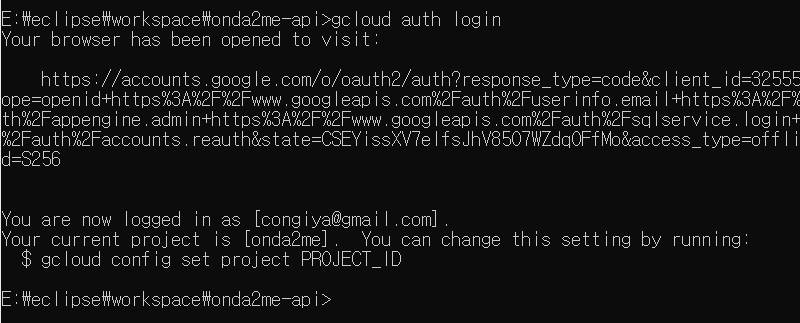 E:₩eclipse₩workspace₩onda2me-api>gcloud auth login
Your browser has been opened to visit:
https://accounts.google.com/o/oauth2/auth?response_type=code&client_id=32555
ope=openid+https%3A%2F%2Fwww.googleapis.com%2Fauth%2Fuserinfo.email+https%3A%2F%
th%2Fappengine.admin+https%3A%2F%2Fwww.googleapis.com%2Fauth%2Fsqlservice.login+
%2Fauth%2Faccounts.reauth&state=CSEYissXV7eIfsJhV8507WZdqOFfMo&access_type=offli
d=S256
You are now logged in as [congiya@gmail.com].
Your current project is [onda2me].  You can change this setting by running:
$ gcloud config set project PROJECT_ID
E:₩eclipse₩workspace₩onda2me-api>